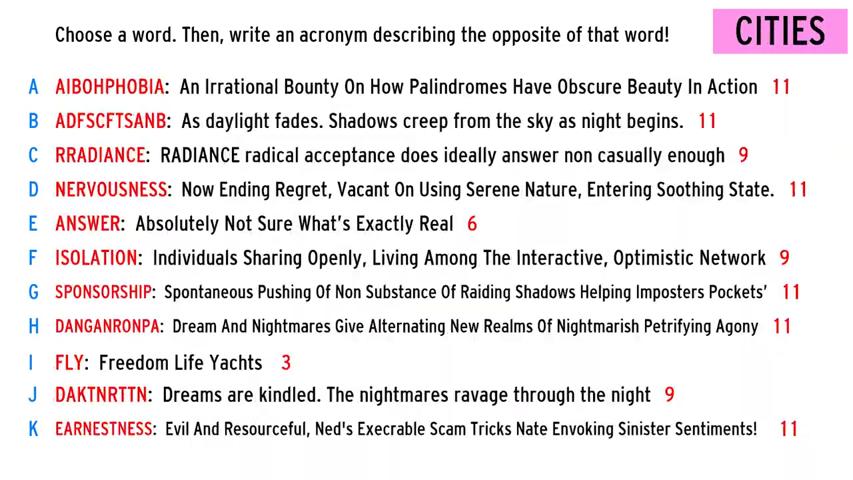 Choose a word. Then, write an acronym describing the opposite of that word!
CITIES
A AIBOHPHOBIA: An Irrational Bounty On How Palindromes Have Obscure Beauty In Action 11
B ADFSCFTSANB: As daylight fades. Shadows creep from the sky as night begins. 11
C RRADIANCE: RADIANCE radical acceptance does ideally answer non casually enough 9
D NERVOUSNESS: Now Ending Regret, Vacant On Using Serene Nature, Entering Soothing State. 11
E ANSWER: Absolutely Not Sure What's Exactly Real 6
F ISOLATION: Individuals Sharing Openly, Living Among The Interactive, Optimistic Network 9
G SPONSORSHIP: Spontaneous Pushing Of Non Substance Of Raiding Shadows Helping Imposters Pockets' 11
H DANGANRONPA: Dream And Nightmares Give Alternating New Realms Of Nightmarish Petrifying Agony 11
I FLY: Freedom Life Yachts 3
J DAKTNRTTN: Dreams are kindled. The nightmares ravage through the night 9
K EARNESTNESS: Evil And Resourceful, Ned's Execrable Scam Tricks Nate Envoking Sinister Sentiments! 11